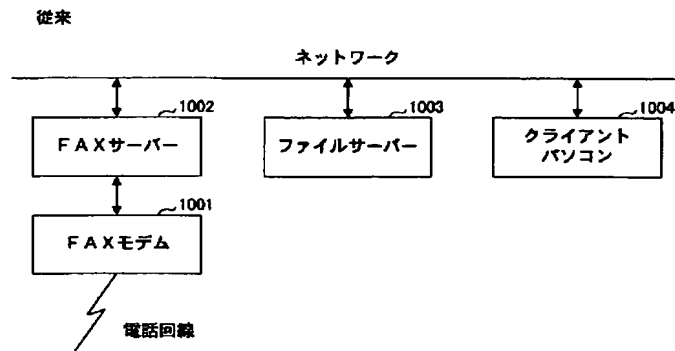 従来
ネットワーク
1002
1003
1004
FAXサーバー
ファイルサーバー
クライアント
パソコン
1001
FAXモデム
電話回線